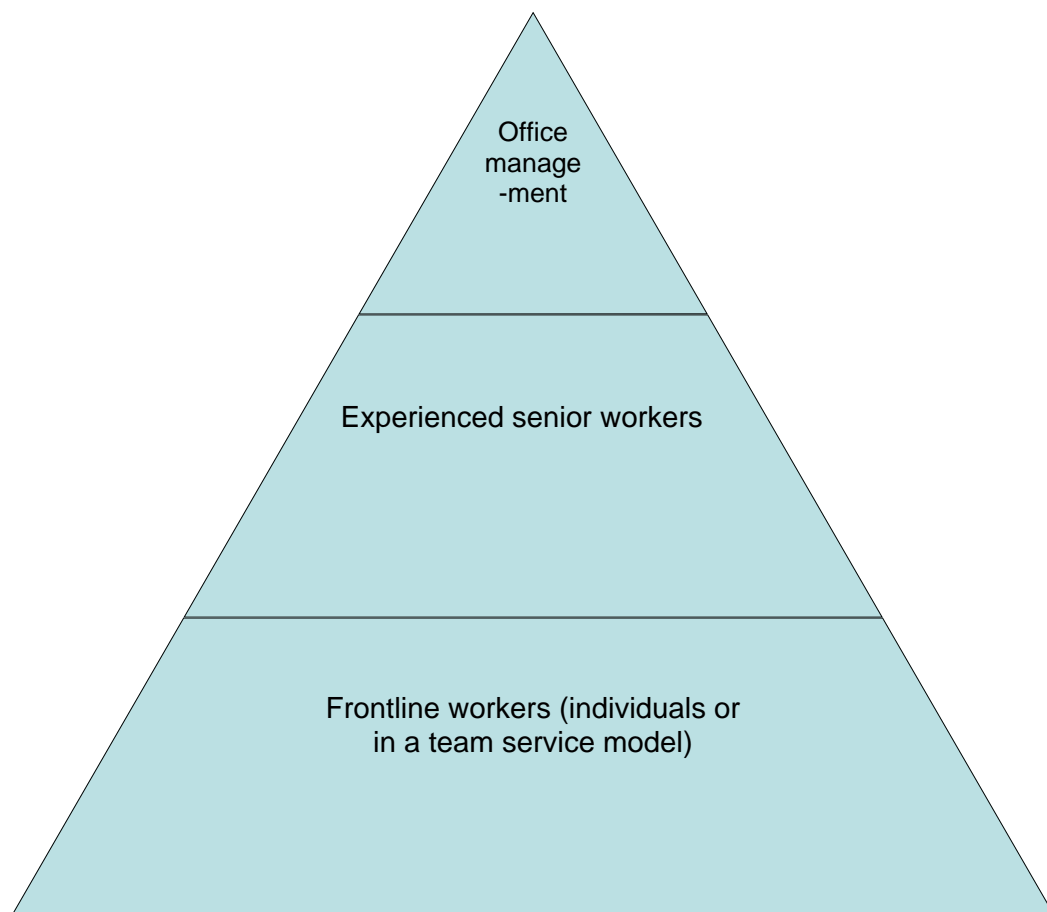 Office
manage
-ment
Experienced senior workers
Frontline workers (individuals or
in a team service model)